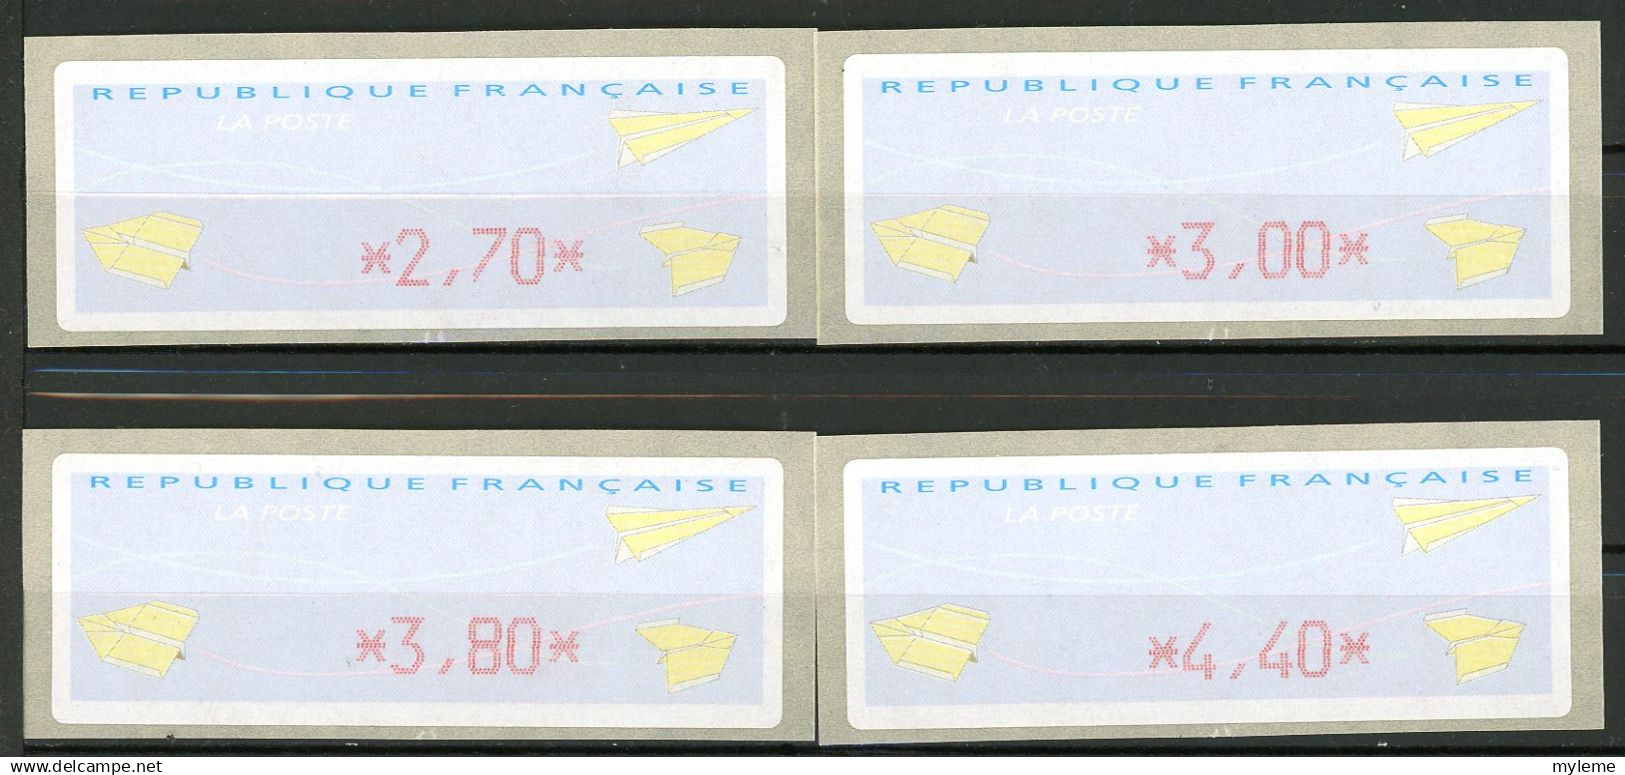 REPUBLIQUE FRANÇAISE
LA POSTE
*2,70*
REPUBLIQUE FRANÇAISE
LA POSTE
*3,00*
REPUBLIQUE FRANÇAISE
LA POSTE
*3,80*
REPUBLIQUE FRANÇAISE
LA POSTE
*4,40*
www.delcampe.net
myleme